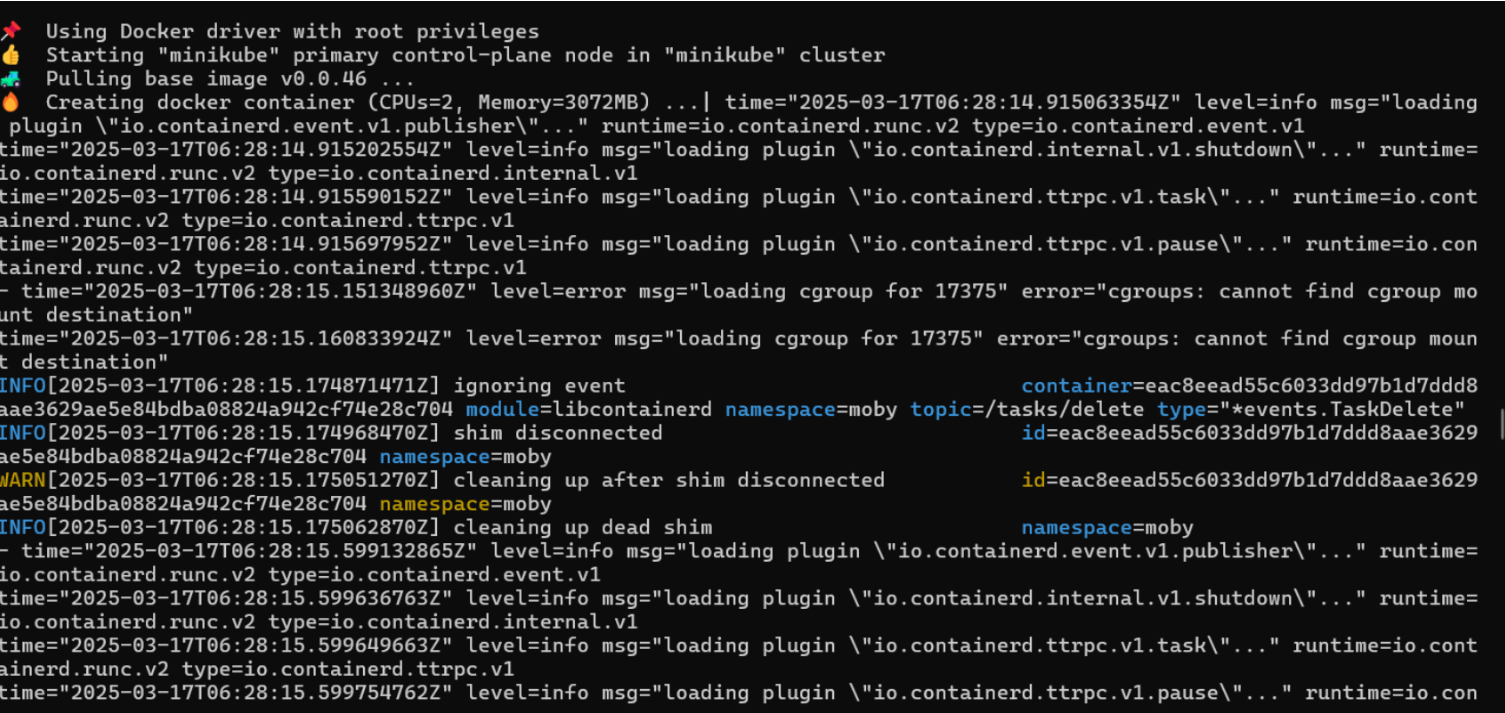 Using Docker driver with root privileges
Starting "minikube" primary control-plane node in "minikube" cluster
Pulling base image v0.0.46 ...
Creating docker container (CPUs=2, Memory=3072MB) ...| time="2025-03-17T06:28:14.915063354Z" level=info msg="loading
plugin \"io.containerd.event.v1.publisher\"..." runtime=io.containerd.runc.v2 type=io.containerd.event.v1
time="2025-03-17T06:28:14.915202554Z" level=info msg="loading plugin \"io.containerd.internal.v1.shutdown\"..." runtime=
io.containerd.runc.v2 type=io.containerd.internal.v1
time="2025-03-17T06:28:14.915590152Z" level=info msg="loading plugin \"io.containerd.ttrpc.v1.task\"..." runtime=io.cont
ainerd.runc.v2 type=io.containerd.ttrpc.v1
time="2025-03-17T06:28:14.915697952Z" level=info msg="loading plugin \"io.containerd.ttrpc.v1.pause\"..." runtime=io.con
tainerd.runc.v2 type=io.containerd.ttrpc.v1
- time="2025-03-17T06:28:15.151348960Z" level=error msg="loading cgroup for 17375" error="cgroups: cannot find cgroup mo
unt destination"
time="2025-03-17T06:28:15.160833924Z" level=error msg="loading cgroup for 17375" error="cgroups: cannot find cgroup moun
t destination"
INFO[2025-03-17T06:28:15.174871471Z] ignoring event container=eac8eead55c6033dd97b1d7ddd8
aae3629ae5e84bdba08824a942cf74e28c704 module=libcontainerd namespace=moby topic=/tasks/delete type="*events.TaskDelete"
INFO[2025-03-17T06:28:15.174968470Z] shim disconnected id=eac8eead55c6033dd97b1d7ddd8aae3629
ae5e84bdba08824a942cf74e28c704 namespace=moby
WARN[2025-03-17T06:28:15.175051270Z] cleaning up after shim disconnected id=eac8eead55c6033dd97b1d7ddd8aae3629
ae5e84bdba08824a942cf74e28c704 namespace=moby
INFO[2025-03-17T06:28:15.175062870Z] cleaning up dead shim namespace=moby
- time="2025-03-17T06:28:15.599132865Z" level=info msg="loading plugin \"io.containerd.event.v1.publisher\"..." runtime=
io.containerd.runc.v2 type=io.containerd.event.v1
time="2025-03-17T06:28:15.599636763Z" level=info msg="loading plugin \"io.containerd.internal.v1.shutdown\"..." runtime=
io.containerd.runc.v2 type=io.containerd.internal.v1
time="2025-03-17T06:28:15.599649663Z" level=info msg="loading plugin \"io.containerd.ttrpc.v1.task\"..." runtime=io.cont
ainerd.runc.v2 type=io.containerd.ttrpc.v1
time="2025-03-17T06:28:15.599754762Z" level=info msg="loading plugin \"io.containerd.ttrpc.v1.pause\"..." runtime=io.con